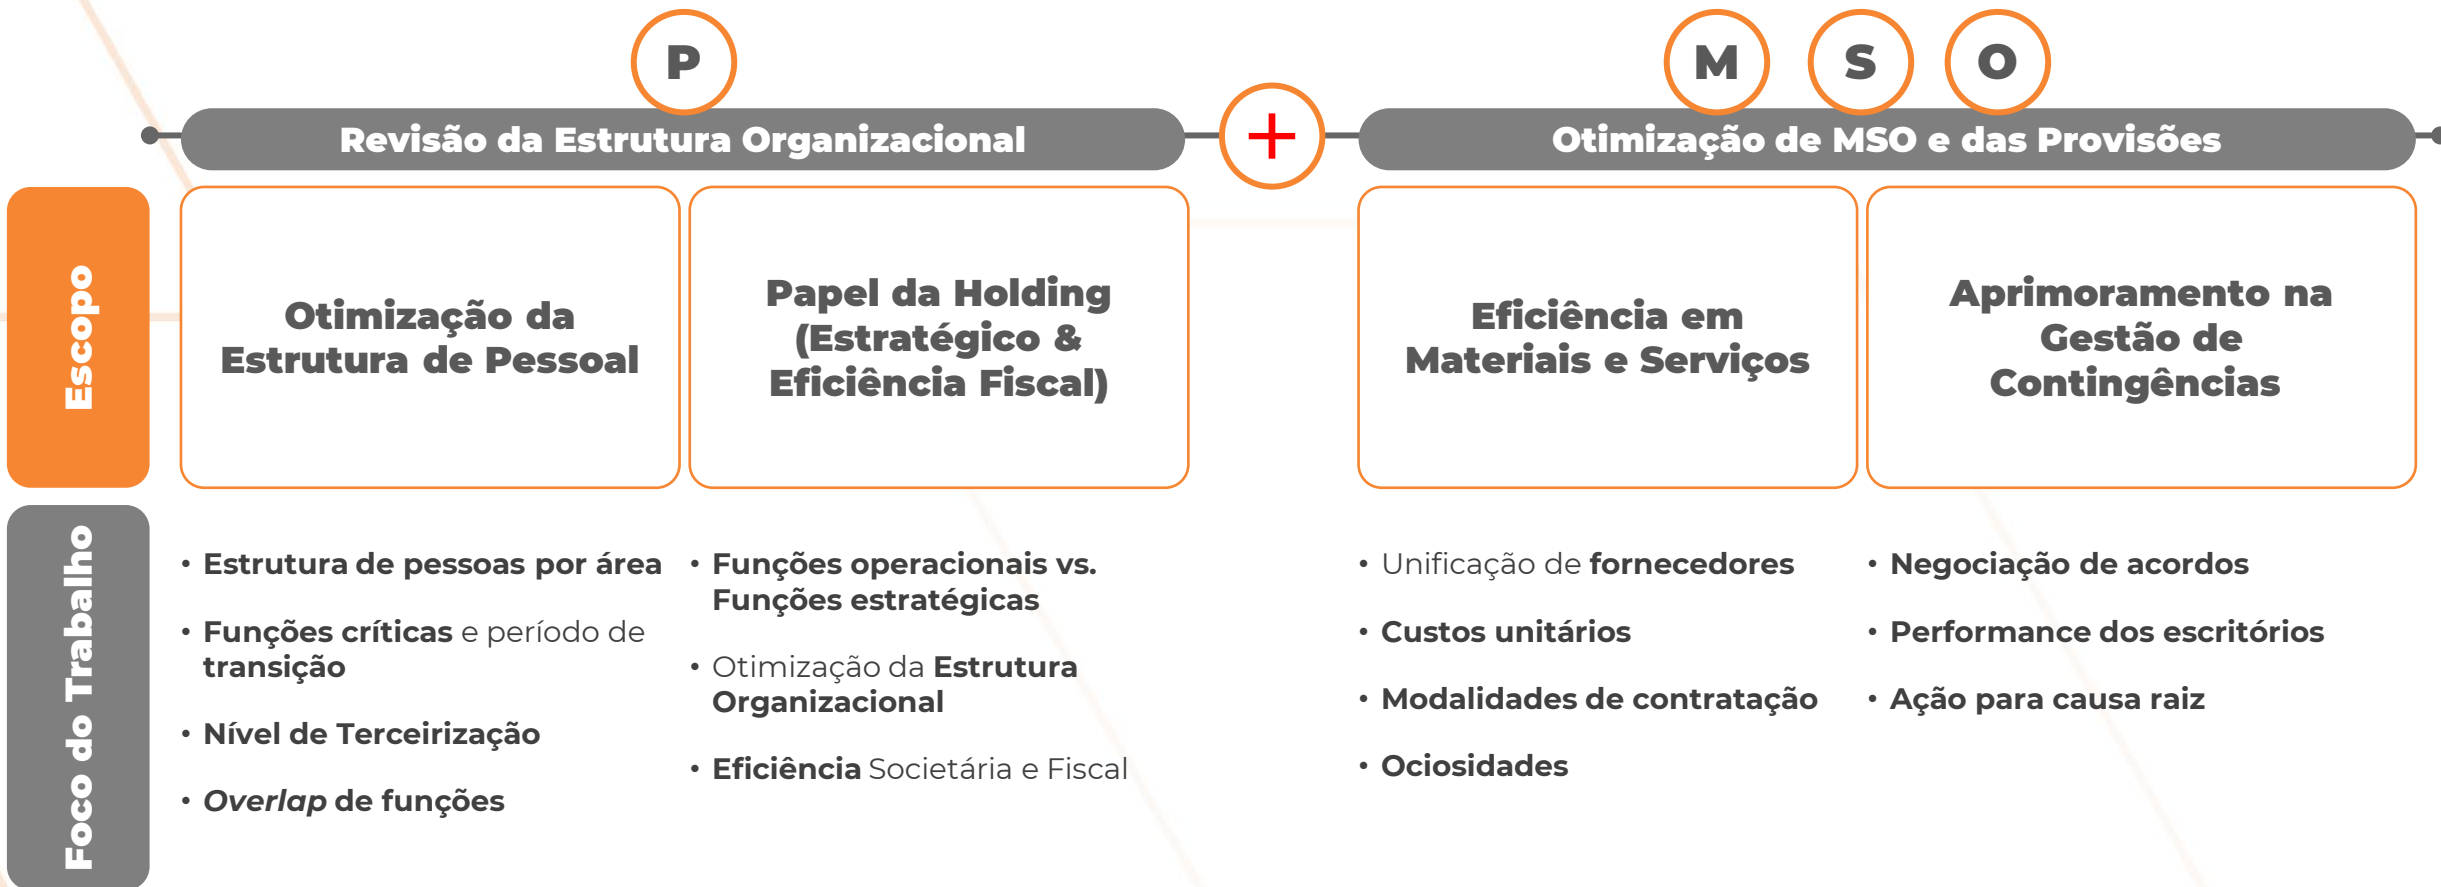 P
M S O
Revisão da Estrutura Organizacional
+
Otimização de MSO e das Provisões
Escopo
Otimização da
Estrutura de Pessoal
Papel da Holding
(Estratégico &
Eficiência Fiscal)
Eficiência em
Materiais e Serviços
Aprimoramento na
Gestão de
Contingências
Foco do Trabalho
• Estrutura de pessoas por área
• Funções críticas e período de
transição
• Nível de Terceirização
• Overlap de funções
• Funções operacionais vs.
Funções estratégicas
• Otimização da Estrutura
Organizacional
• Eficiência Societária e Fiscal
• Unificação de fornecedores
• Custos unitários
• Modalidades de contratação
• Ociosidades
• Negociação de acordos
• Performance dos escritórios
• Ação para causa raiz